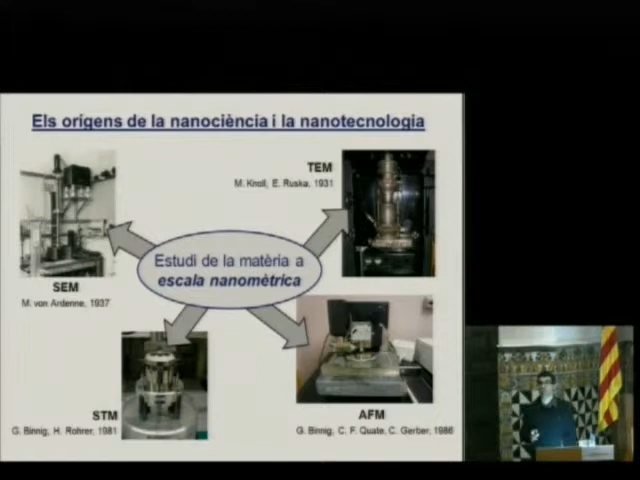 Els orígens de la nanociència i la nanotecnologia
TEM
M. Knoll, E. Ruska, 1931
Estudi de la matèria a
escala nanomètrica
SEM
M. von Ardenne, 1937
STM
G. Binnig, H. Rohrer, 1981
AFM
G. Binnig, C. F. Quate, C. Gerber, 1986